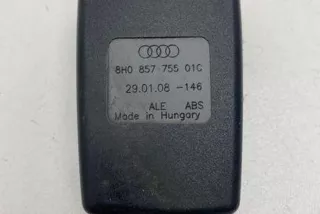 8H0 857 755 01C
29.01.08 -146
ALE ABS
Made in Hungary